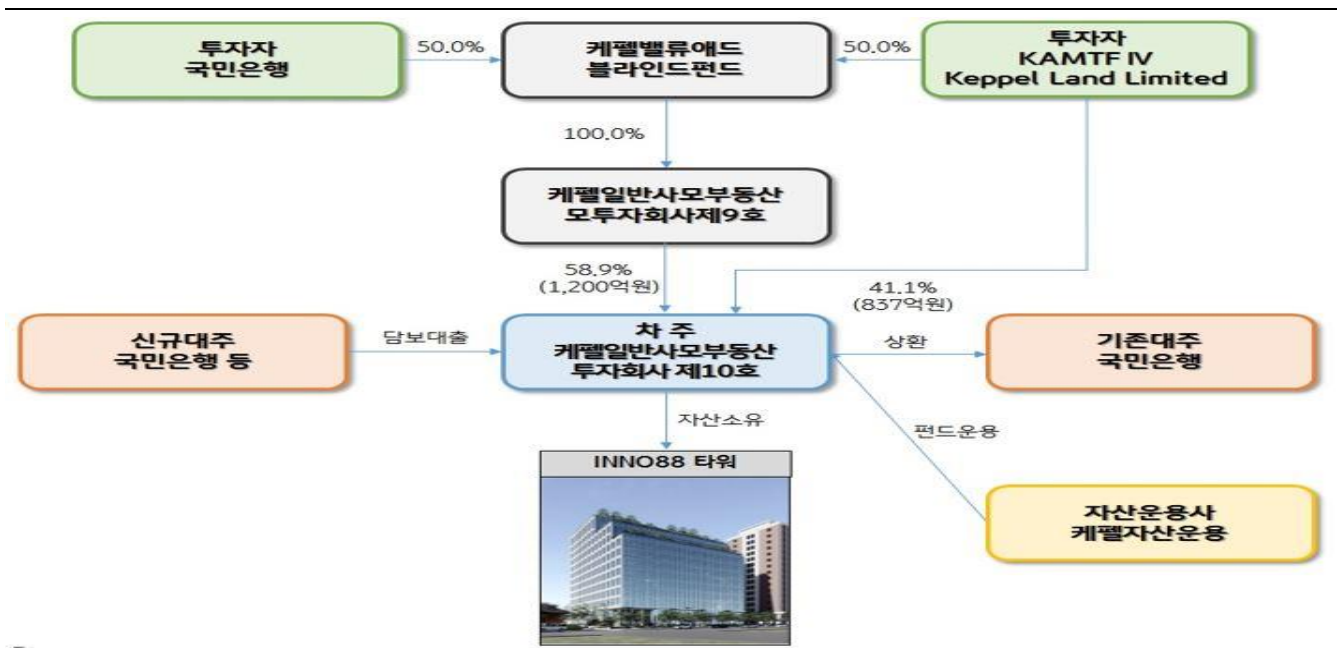 투자자
국민은행
50.0%
케펠밸류애드
블라인드펀드
50.0%
투자자
KAMTF IV
Keppel Land Limited
100.0%
케펠일반사모부동산
모투자회사제9호
58.9%
(1,200억원)
41.1%
(837억원)
신규대주
국민은행 등
담보대출
차 주
케펠일반사모부동산
투자회사 제10호
상환
기존대주
국민은행
자산소유
펀드운용
INNO88 타워
자산운용사
케펠자산운용